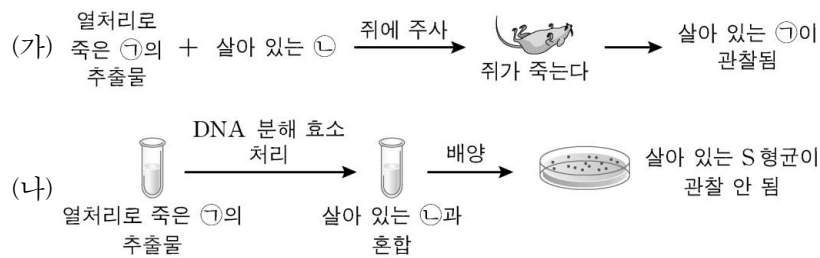 (가)
열처리로
죽은 ㉠의
추출물
+
살아 있는 ㉡
쥐에 주사
쥐가 죽는다
살아 있는 ㉠이
관찰됨
(나)
열처리로 죽은 ㉠의
추출물
DNA 분해 효소
처리
살아 있는 ㉡과
혼합
배양
살아 있는 S형균이
관찰 안 됨